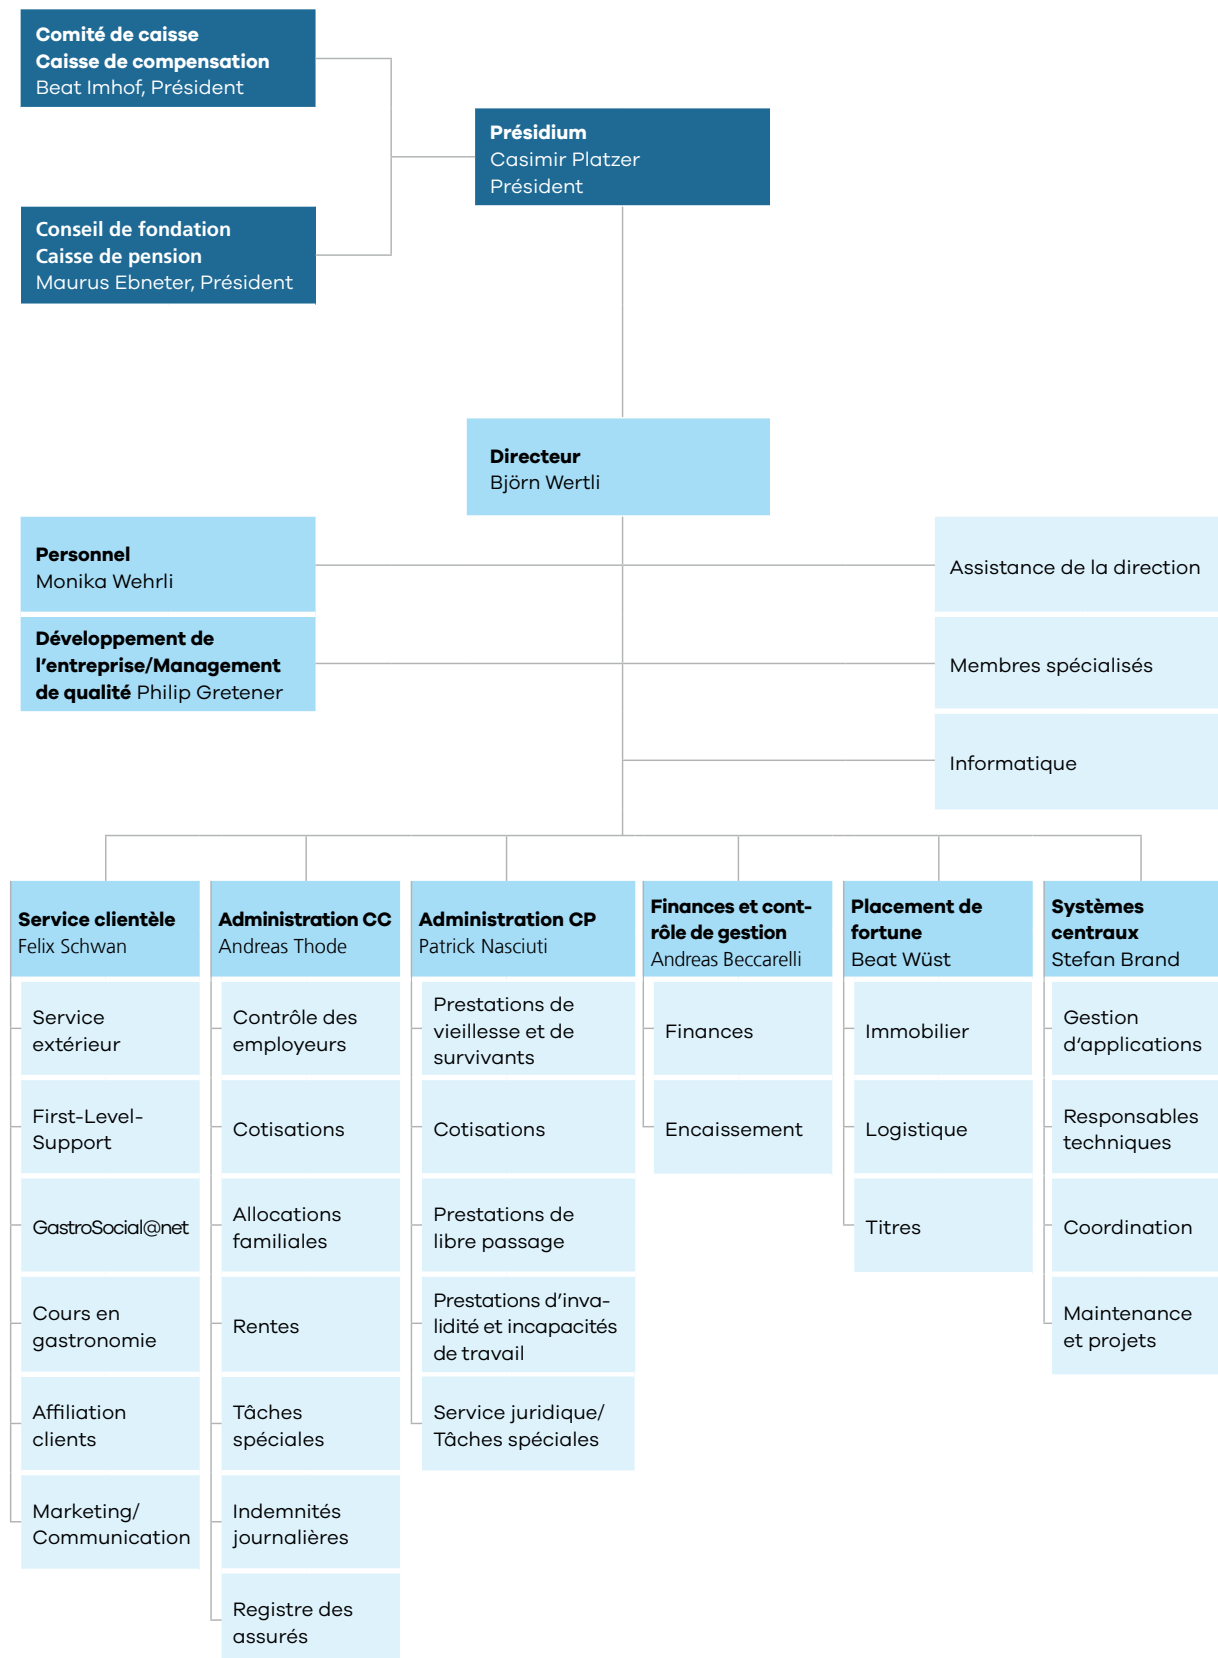 Comité de caisse
Caisse de compensation
Beat Imhof, Président
Présidium
Casimir Platzer
Président
Conseil de fondation
Caisse de pension
Maurus Ebneter, Président
Directeur
Björn Wertli
Personnel
Monika Wehrli
Assistance de la direction
Développement de
l’entreprise/Management
de qualité Philip Gretener
Membres spécialisés
Informatique
Service clientèle
Felix Schwan
Service
extérieur
First-Level-
Support
GastroSocial@net
Cours en
gastronomie
Affiliation
clients
Marketing/
Communication
Administration CC
Andreas Thode
Contrôle des
employeurs
Cotisations
Allocations
familiales
Rentes
Tâches
spéciales
Indemnités
journalières
Registre des
assurés
Administration CP
Patrick Nasciuti
Prestations de
vieillesse et de
survivants
Cotisations
Prestations de
libre passage
Prestations d’inva-
lidité et incapacités
de travail
Service juridique/
Tâches spéciales
Finances et cont-
rôle de gestion
Andreas Beccarelli
Finances
Encaissement
Placement de
fortune
Beat Wüst
Immobilier
Logistique
Titres
Systèmes
centraux
Stefan Brand
Gestion
d‘applications
Responsables
techniques
Coordination
Maintenance
et projets